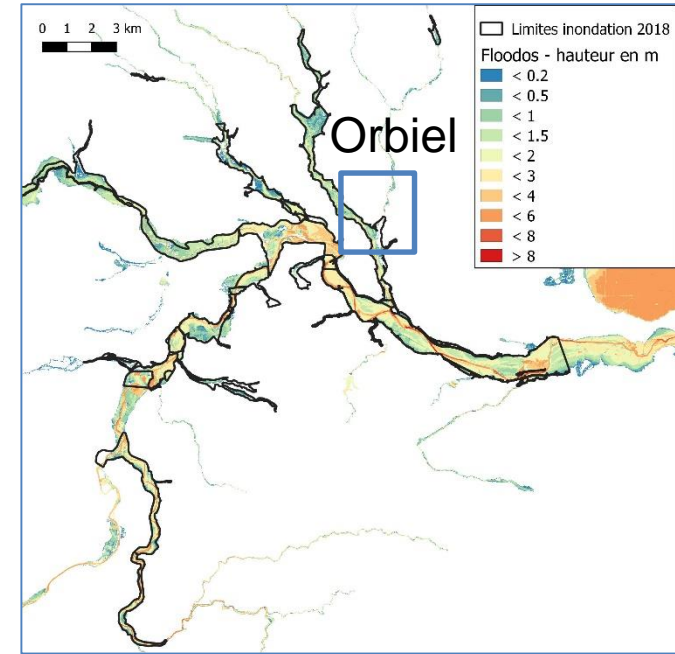 0 1 2 3 km
Limites inondation 2018
Floodos - hauteur en m
< 0.2
< 0.5
< 1
< 1.5
< 2
< 3
< 4
< 6
< 8
> 8
Orbiel